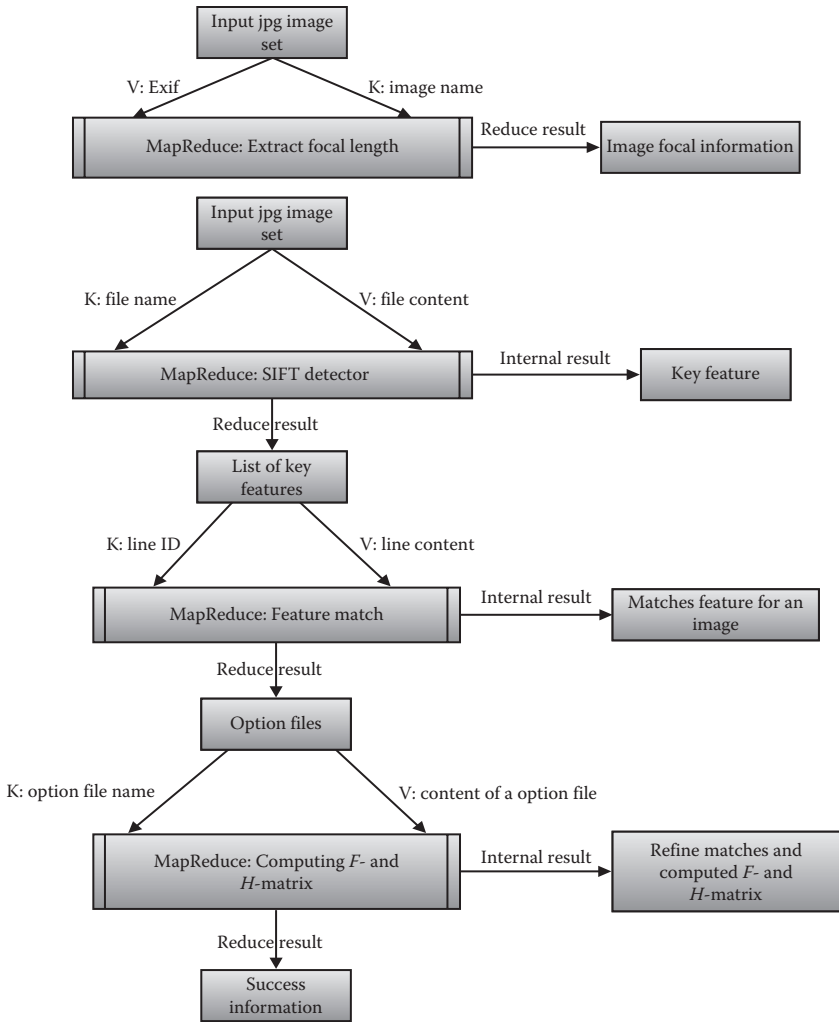 Input jpg image
set
V: Exif
K: image name
MapReduce: Extract focal length
Reduce result
Image focal information
Input jpg image
set
K: file name
V: file content
MapReduce: SIFT detector
Internal result
Key feature
Reduce result
List of key
features
K: line ID
V: line content
MapReduce: Feature match
Internal result
Matches feature for an
image
Reduce result
Option files
K: option file name
V: content of a option file
MapReduce: Computing F- and
H-matrix
Internal result
Refine matches and
computed F- and
H-matrix
Reduce result
Success
information